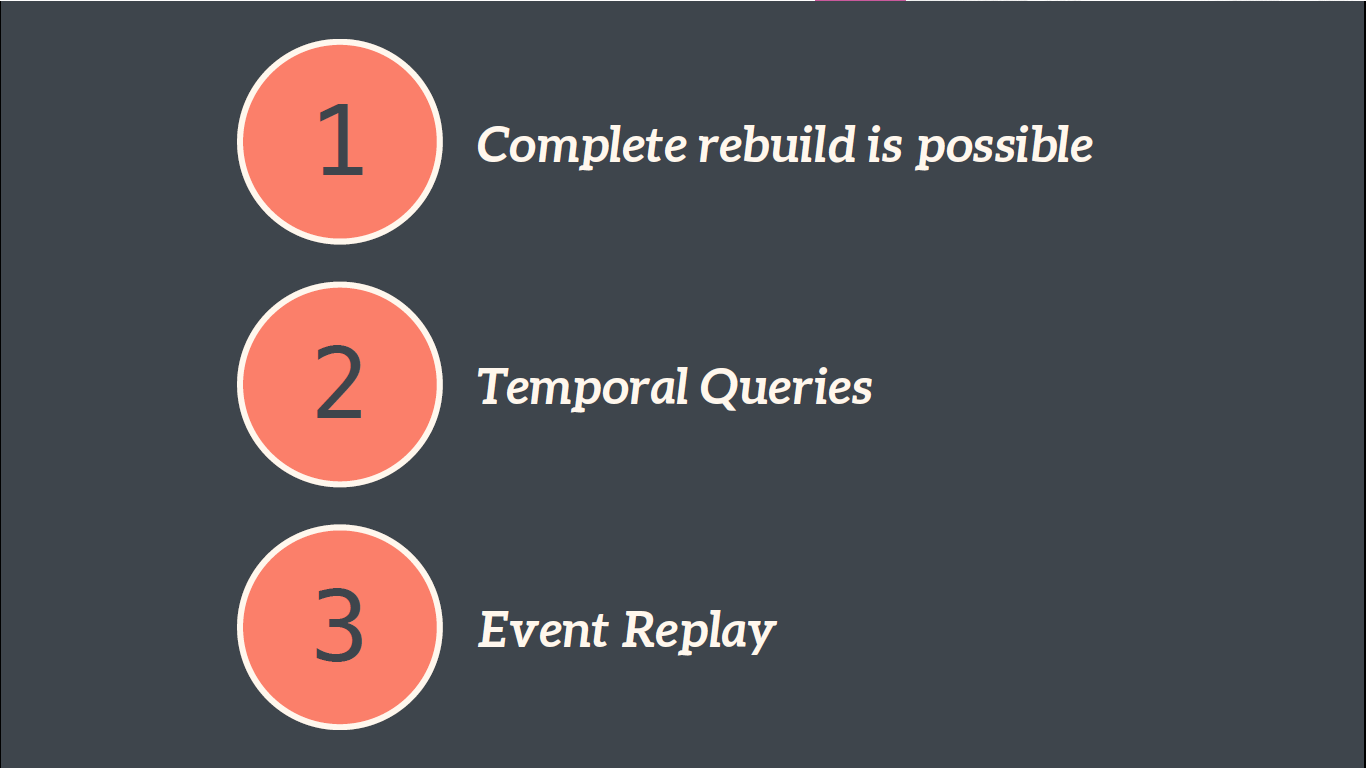 1
Complete rebuild is possible
2
Temporal Queries
3
Event Replay